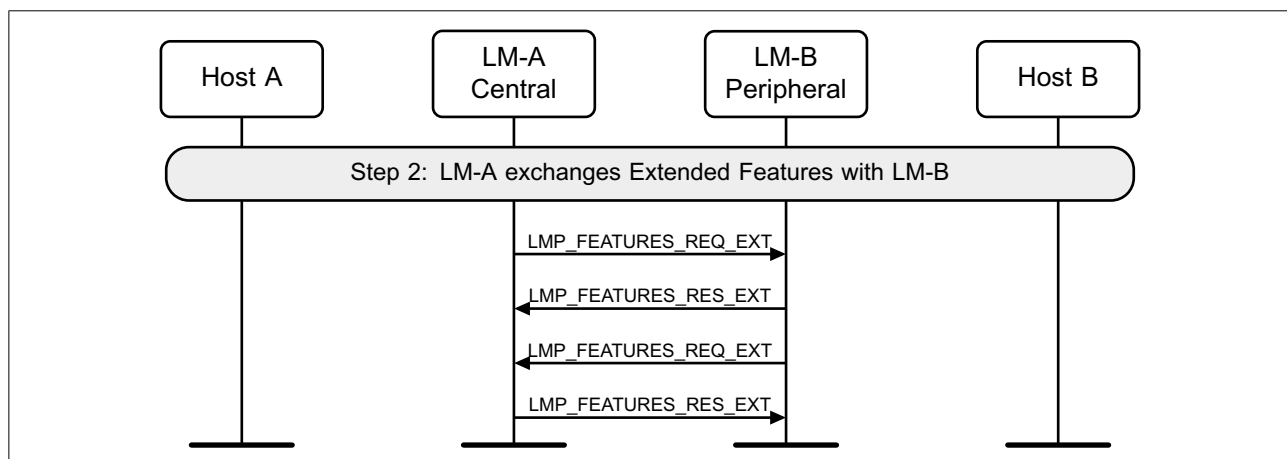 Host A
LM-A
Central
LM-B
Peripheral
Host B
Step 2: LM-A exchanges Extended Features with LM-B
LMP_FEATURES_REQ_EXT
LMP_FEATURES_RES_EXT
LMP_FEATURES_REQ_EXT
LMP_FEATURES_RES_EXT